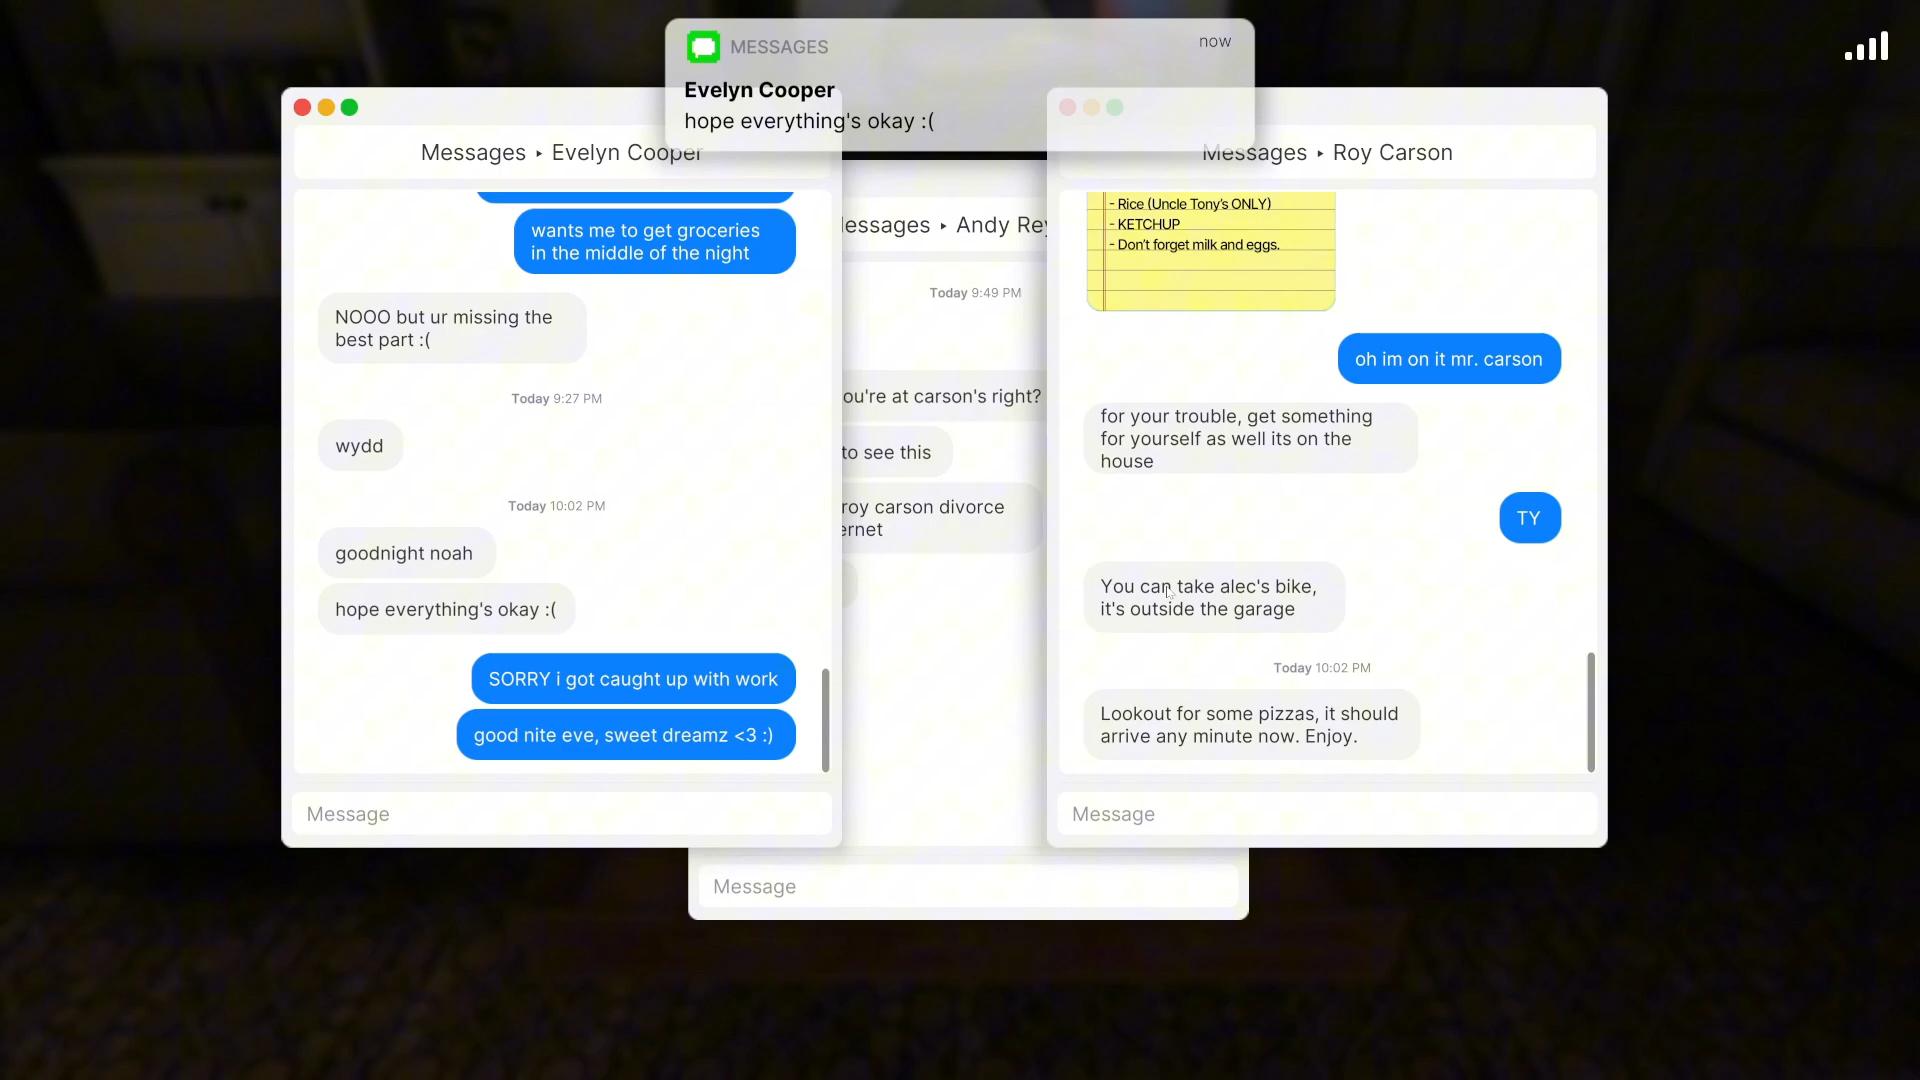 MESSAGES
now
Evelyn Cooper
hope everything's okay :(
Messages ▸ Evelyn Cooper
wants me to get groceries
in the middle of the night
NOOO but ur missing the
best part :(
Today 9:27 PM
wydd
Today 10:02 PM
goodnight noah
hope everything's okay :(
SORRY i got caught up with work
good nite eve, sweet dreamz <3 :)
Message
essages ▸ Andy Rey
Today 9:49 PM
ou're at carson's right?
to see this
roy carson divorce
ernet
Message
Messages ▸ Roy Carson
- Rice (Uncle Tony's ONLY)
- KETCHUP
- Don't forget milk and eggs.
oh im on it mr. carson
for your trouble, get something
for yourself as well its on the
house
TY
You can take alec's bike,
it's outside the garage
Today 10:02 PM
Lookout for some pizzas, it should
arrive any minute now. Enjoy.
Message